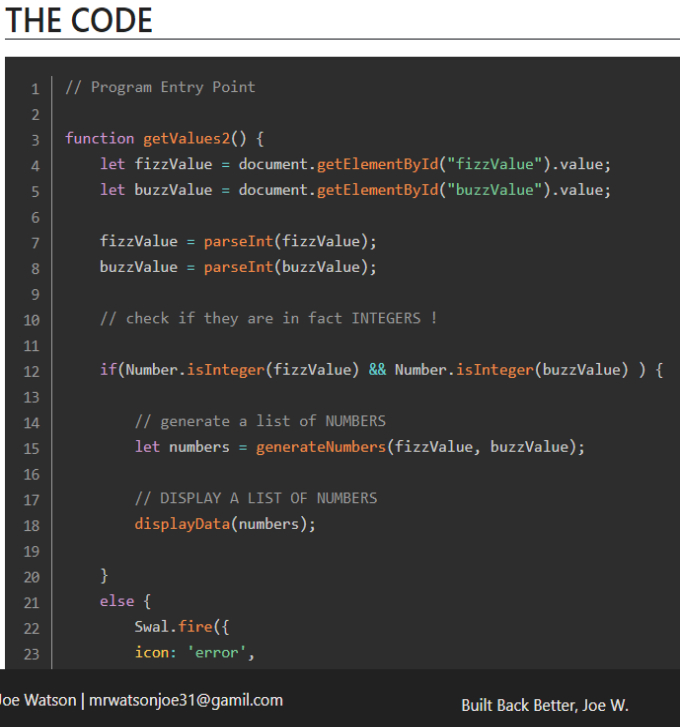 THE CODE
1 // Program Entry Point
2
3 function getValues2() {
4 let fizzValue = document.getElementById("fizzValue").value;
5 let buzzValue = document.getElementById("buzzValue").value;
6
7 fizzValue = parseInt(fizzValue);
8 buzzValue = parseInt(buzzValue);
9
10 // check if they are in fact INTEGERS !
11
12 if(Number.isInteger(fizzValue) && Number.isInteger(buzzValue) ) {
13
14 // generate a list of NUMBERS
15 let numbers = generateNumbers(fizzValue, buzzValue);
16
17 // DISPLAY A LIST OF NUMBERS
18 displayData(numbers);
19
20 }
21 else {
22 Swal.fire({
23 icon: 'error',
Joe Watson | mrwatsonjoe31@gamil.com
Built Back Better, Joe W.